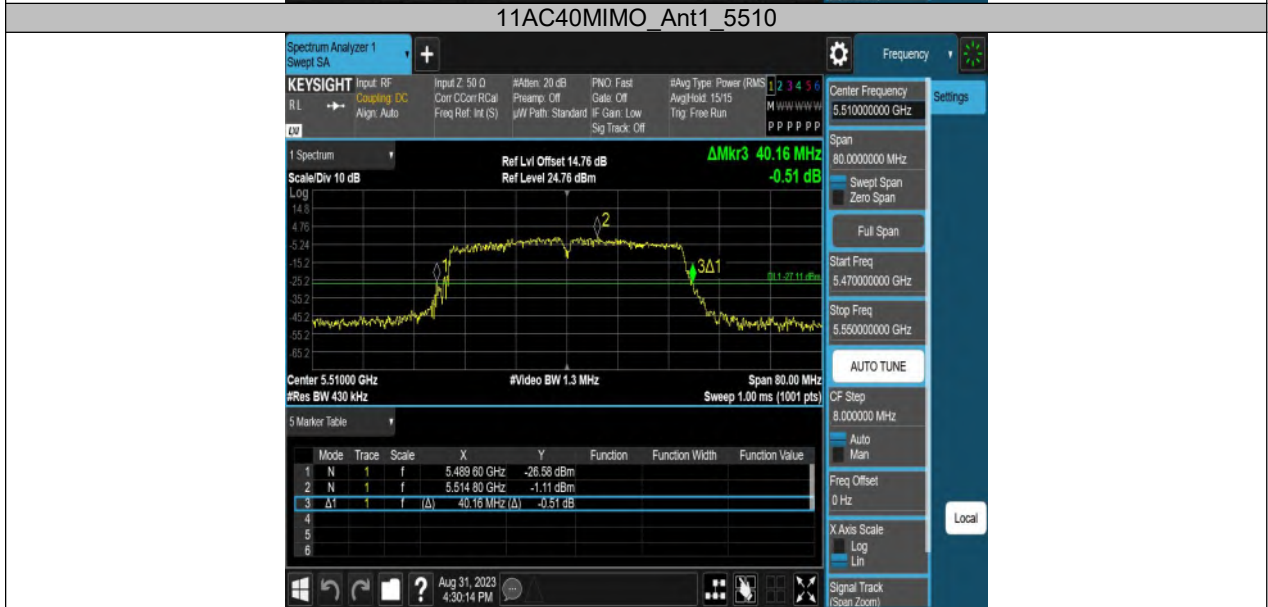 11AC40MIMO_Ant1_5510
Spectrum Analyzer 1
Swept SA
+
Frequency
KEYSIGHT
RL
LXI
Input: RF
Coupling: DC
Align: Auto
Input Z: 50 Ω
Corr CCorr RCal
Freq Ref: Int (S)
#Atten: 20 dB
Preamp: Off
µW Path: Standard
PNO: Fast
Gate: Off
IF Gain: Low
Sig Track: Off
#Avg Type: Power (RMS
Avg|Hold: 15/15
Trig: Free Run
1 2 3 4 5 6
M W W W W W
P P P P P P
1 Spectrum
Scale/Div 10 dB
Ref Lvl Offset 14.76 dB
Ref Level 24.76 dBm
ΔMkr3 40.16 MHz
-0.51 dB
Log
14.8
4.76
-5.24
-15.2
-25.2
-35.2
-45.2
-55.2
-65.2
1
2
3Δ1
DL1 -27.11 dBm
Center 5.51000 GHz
#Video BW 1.3 MHz
Span 80.00 MHz
#Res BW 430 kHz
Sweep 1.00 ms (1001 pts)
5 Marker Table
Mode Trace Scale X Y Function Function Width Function Value
1 N 1 f 5.489 60 GHz -26.58 dBm
2 N 1 f 5.514 80 GHz -1.11 dBm
3 Δ1 1 f (Δ) 40.16 MHz (Δ) -0.51 dB
4
5
6
?
Aug 31, 2023
4:30:14 PM
Center Frequency
5.510000000 GHz
Settings
Span
80.0000000 MHz
Swept Span
Zero Span
Full Span
Start Freq
5.470000000 GHz
Stop Freq
5.550000000 GHz
AUTO TUNE
CF Step
8.000000 MHz
Auto
Man
Freq Offset
0 Hz
X Axis Scale
Log
Lin
Local
Signal Track
(Span Zoom)